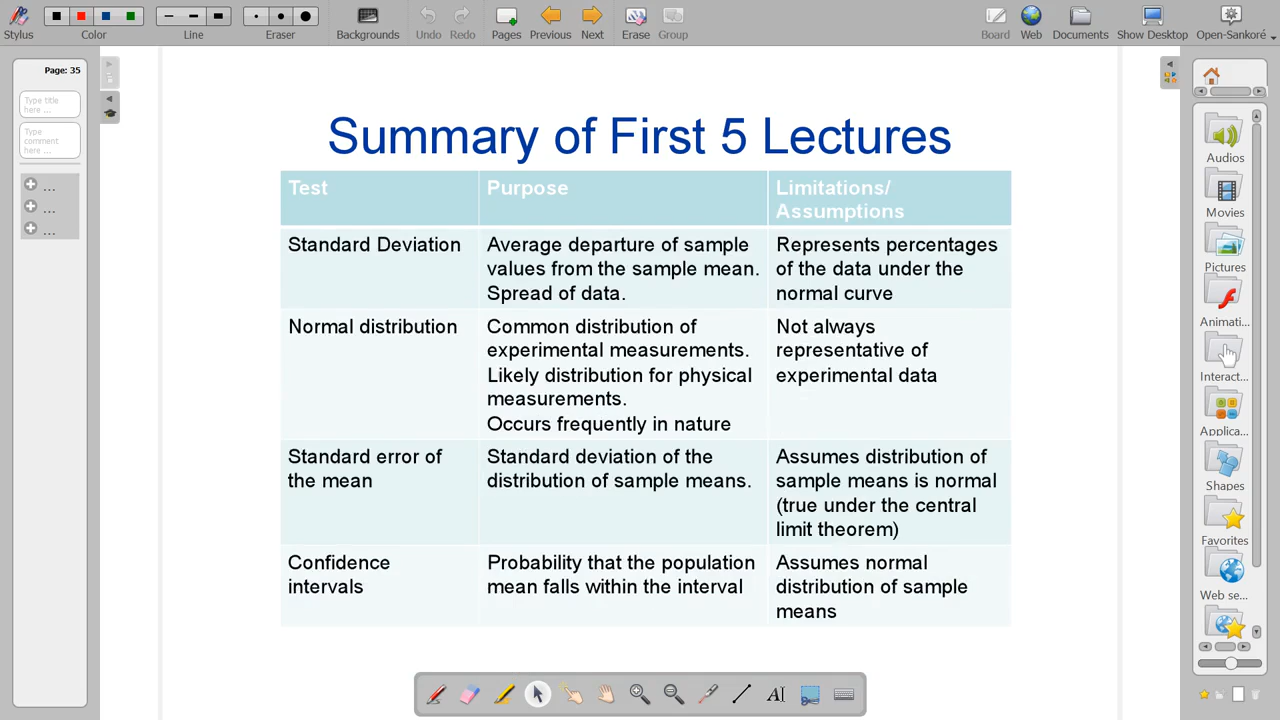 Stylus
Color
Line
Eraser
Backgrounds
Undo
Redo
Pages
Previous
Next
Erase
Group
Board
Web
Documents
Show Desktop
Open-Sankoré
Page: 35
Type title
here ...
Type
comment
here ...
...
...
...
Summary of First 5 Lectures
Test
Purpose
Limitations/
Assumptions
Standard Deviation
Average departure of sample
values from the sample mean.
Spread of data.
Represents percentages
of the data under the
normal curve
Normal distribution
Common distribution of
experimental measurements.
Likely distribution for physical
measurements.
Occurs frequently in nature
Not always
representative of
experimental data
Standard error of
the mean
Standard deviation of the
distribution of sample means.
Assumes distribution of
sample means is normal
(true under the central
limit theorem)
Confidence
intervals
Probability that the population
mean falls within the interval
Assumes normal
distribution of sample
means
Audios
Movies
Pictures
Animati...
Interact...
Applica...
Shapes
Favorites
Web se...